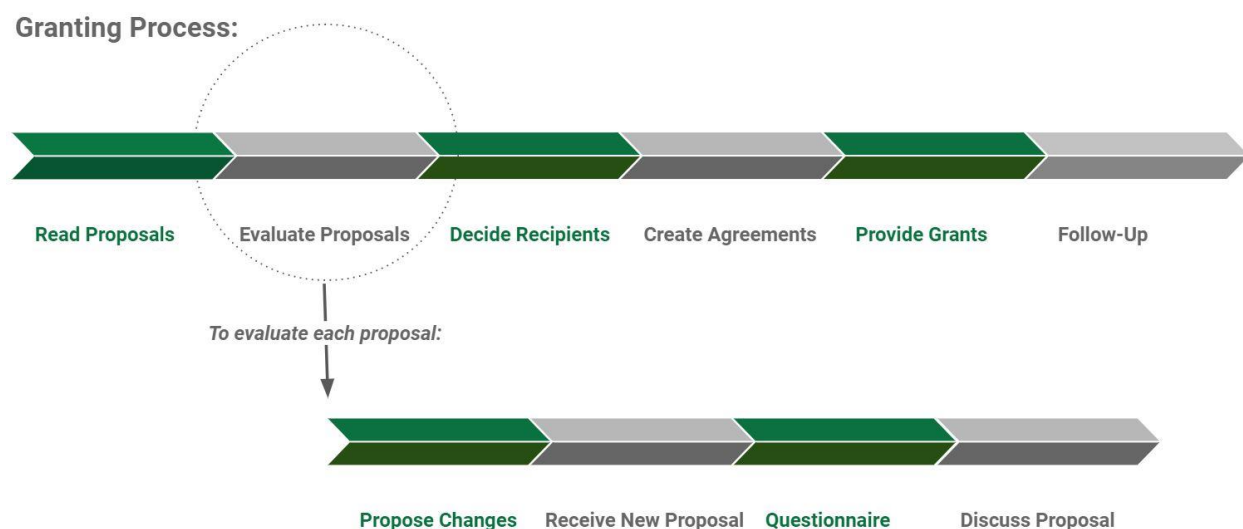 Granting Process:
Read Proposals Evaluate Proposals Decide Recipients Create Agreements Provide Grants Follow-Up
To evaluate each proposal:
Propose Changes Receive New Proposal Questionnaire Discuss Proposal